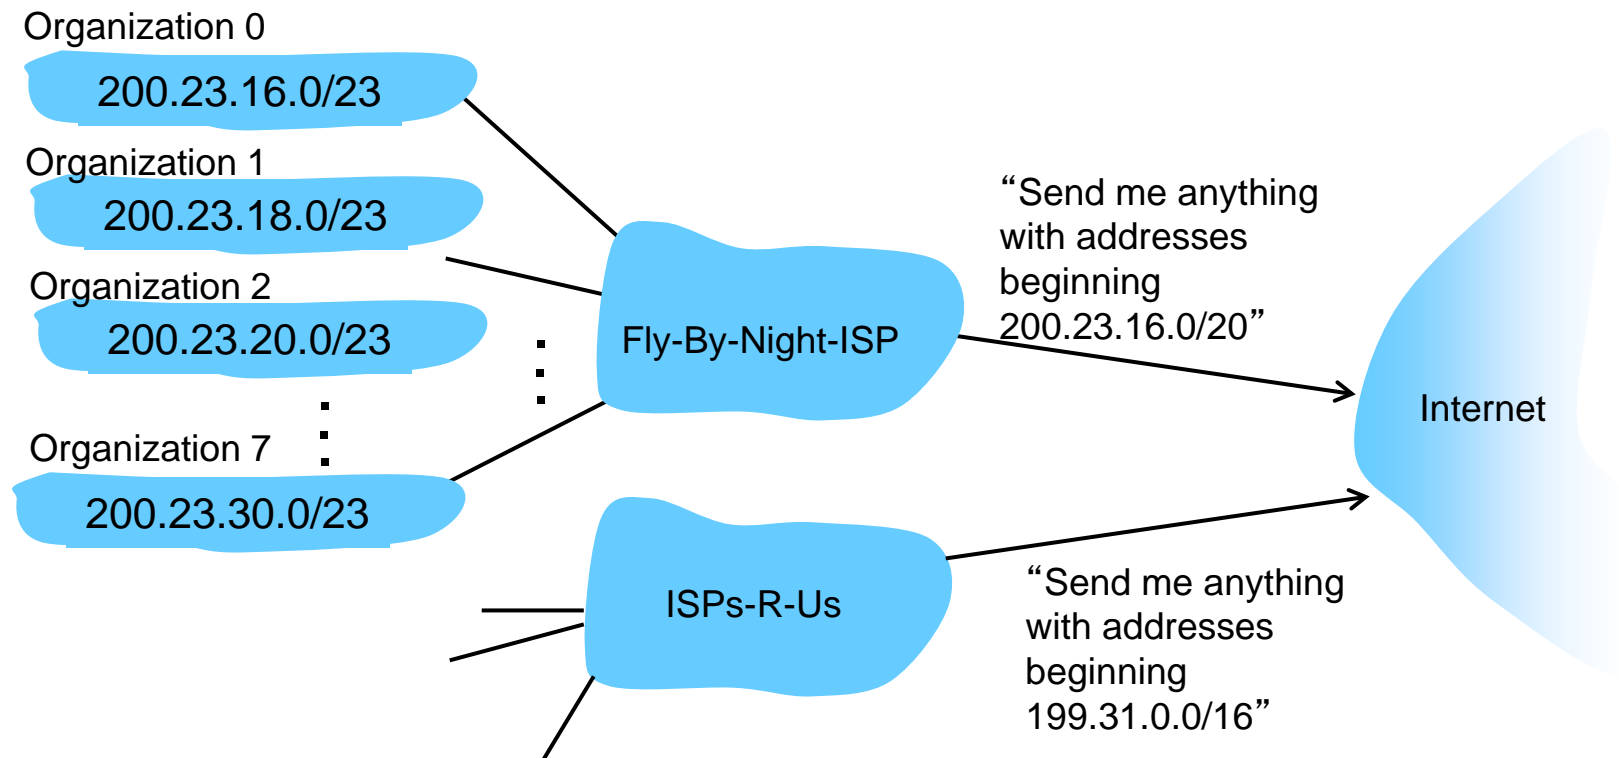 Organization 0
200.23.16.0/23
Organization 1
200.23.18.0/23
Organization 2
200.23.20.0/23
Organization 7
200.23.30.0/23
Fly-By-Night-ISP
“Send me anything
with addresses
beginning
200.23.16.0/20”
Internet
ISPs-R-Us
“Send me anything
with addresses
beginning
199.31.0.0/16”